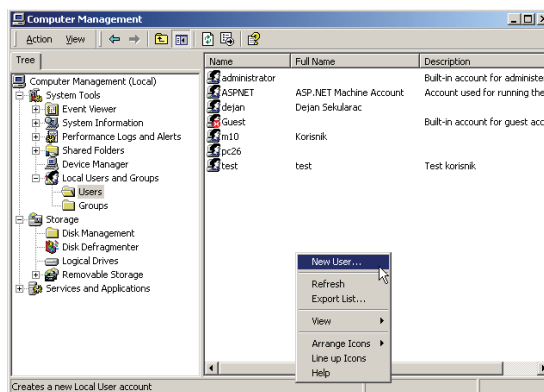 Computer Management
Action View
Tree
Name Full Name Description
Computer Management (Local)
System Tools
Event Viewer
System Information
Performance Logs and Alerts
Shared Folders
Device Manager
Local Users and Groups
Users
Groups
Storage
Disk Management
Disk Defragmenter
Logical Drives
Removable Storage
Services and Applications
administrator Built-in account for administe
ASPNET ASP.NET Machine Account Account used for running the
dejan Dejan Sekularac
Guest Built-in account for guest acc
m10 Korisnik
pc26
test test Test korisnik
New User...
Refresh
Export List...
View
Arrange Icons
Line up Icons
Help
Creates a new Local User account